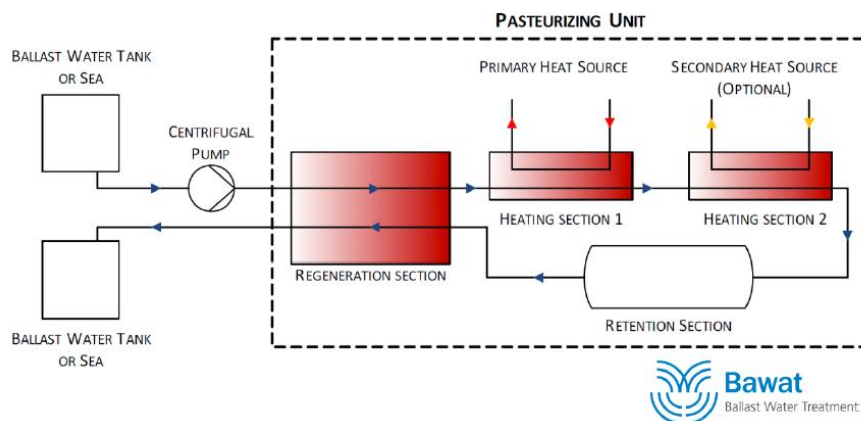 PASTEURIZING UNIT
BALLAST WATER TANK
OR SEA
PRIMARY HEAT SOURCE
SECONDARY HEAT SOURCE
(OPTIONAL)
CENTRIFUGAL
PUMP
HEATING SECTION 1
HEATING SECTION 2
REGENERATION SECTION
RETENTION SECTION
BALLAST WATER TANK
OR SEA
Bawat
Ballast Water Treatment